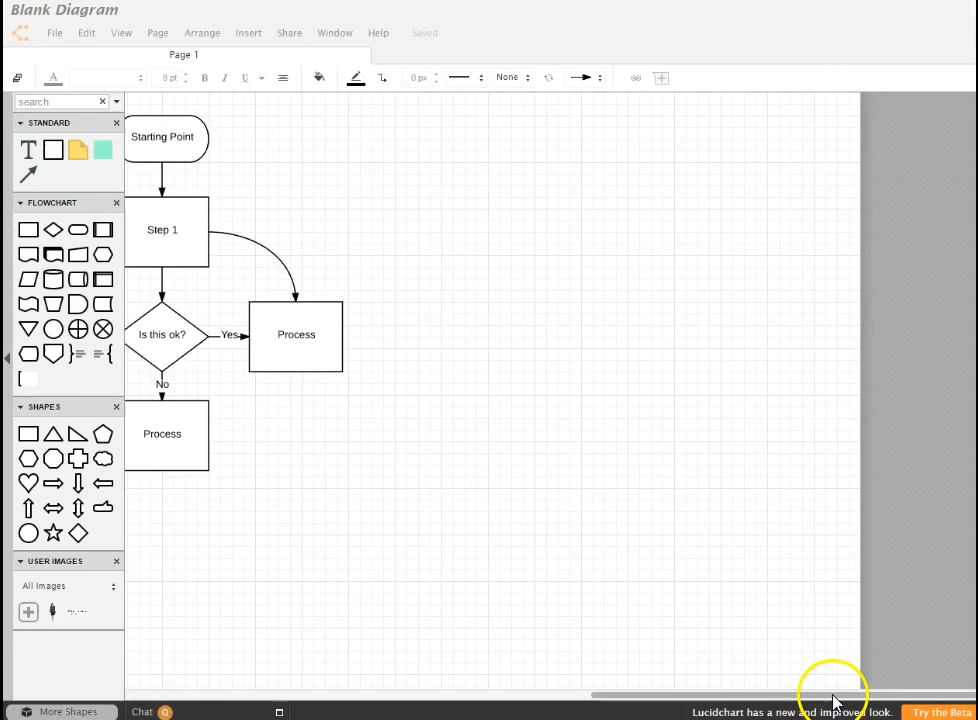 Blank Diagram
File Edit View Page Arrange Insert Share Window Help Saved
Page 1
A 8 pt B I U 0 px None
search
STANDARD
T
FLOWCHART
SHAPES
USER IMAGES
All Images
More Shapes
Chat Q
Starting Point
Step 1
Is this ok?
Yes
Process
No
Process
Lucidchart has a new and improved look. Try the Beta